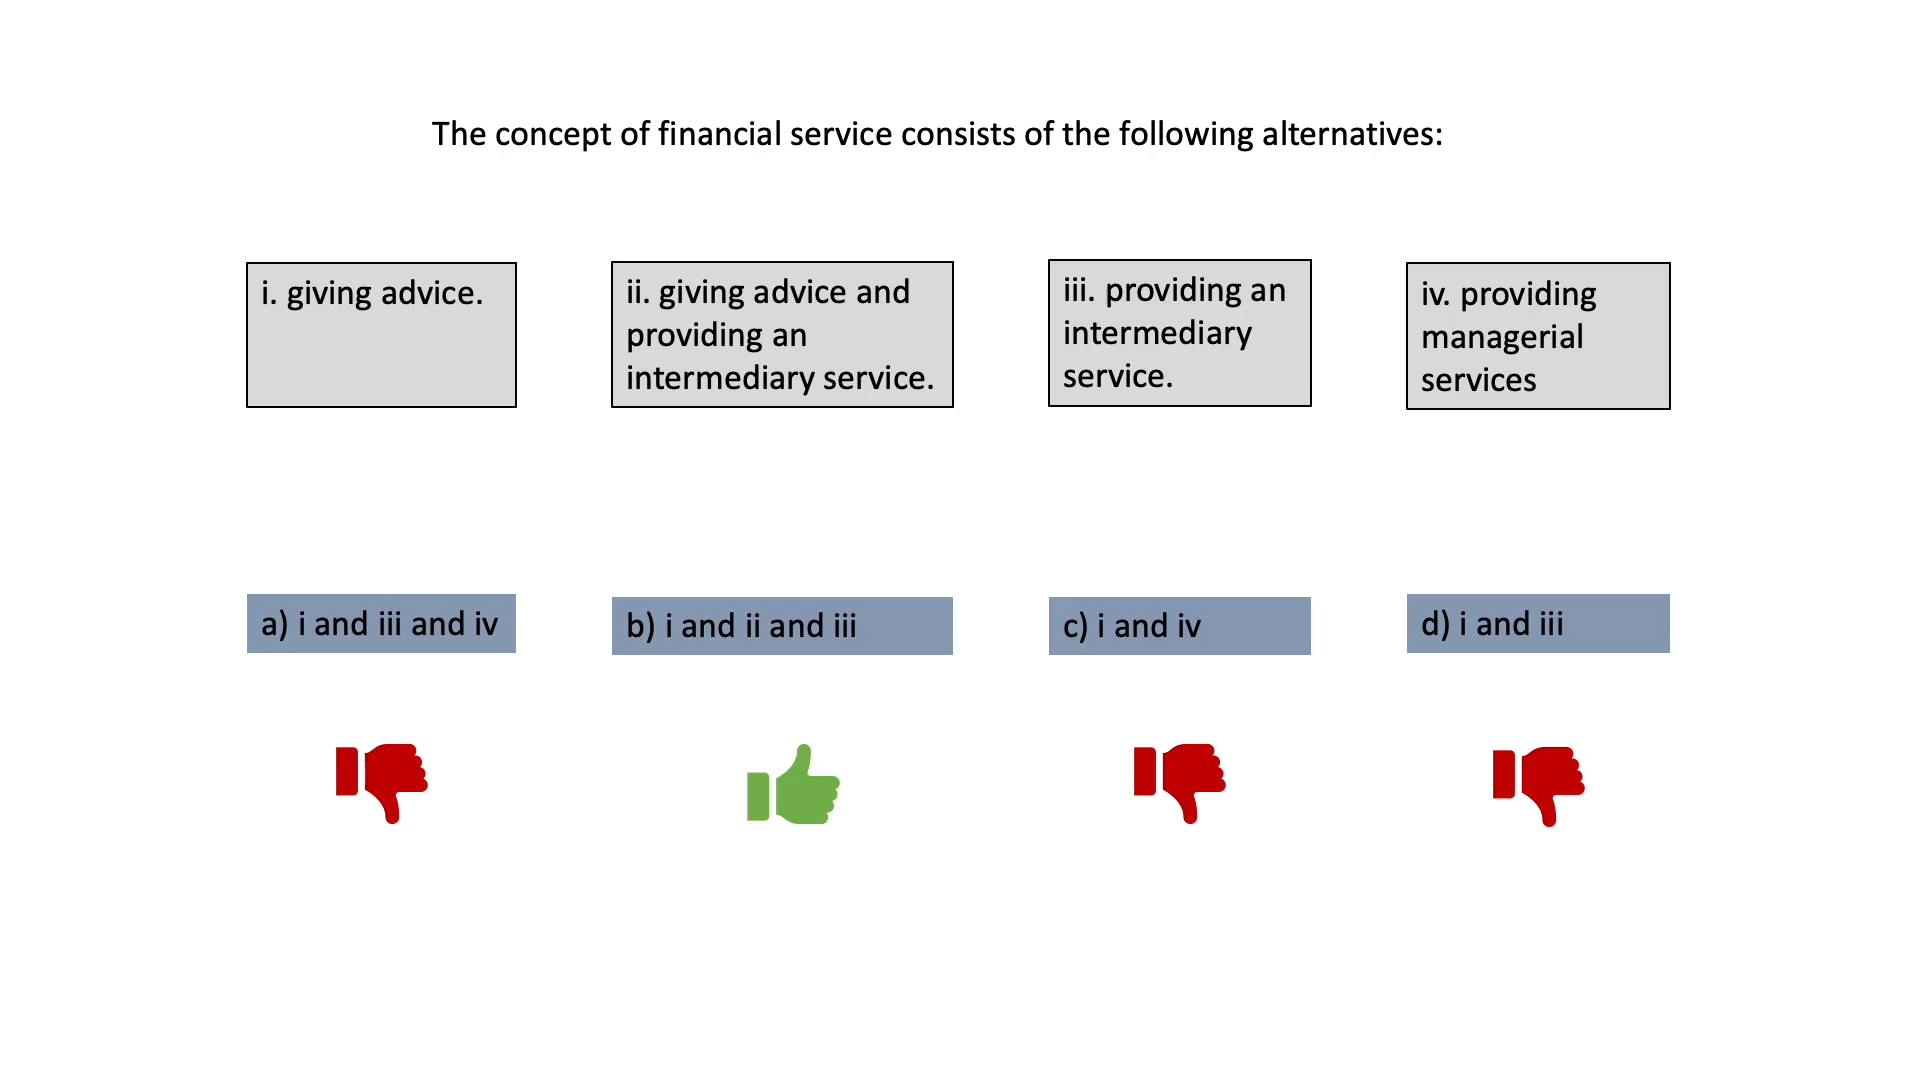 The concept of financial service consists of the following alternatives:
i. giving advice.
ii. giving advice and
providing an
intermediary service.
iii. providing an
intermediary
service.
iv. providing
managerial
services
a) i and iii and iv
b) i and ii and iii
c) i and iv
d) i and iii